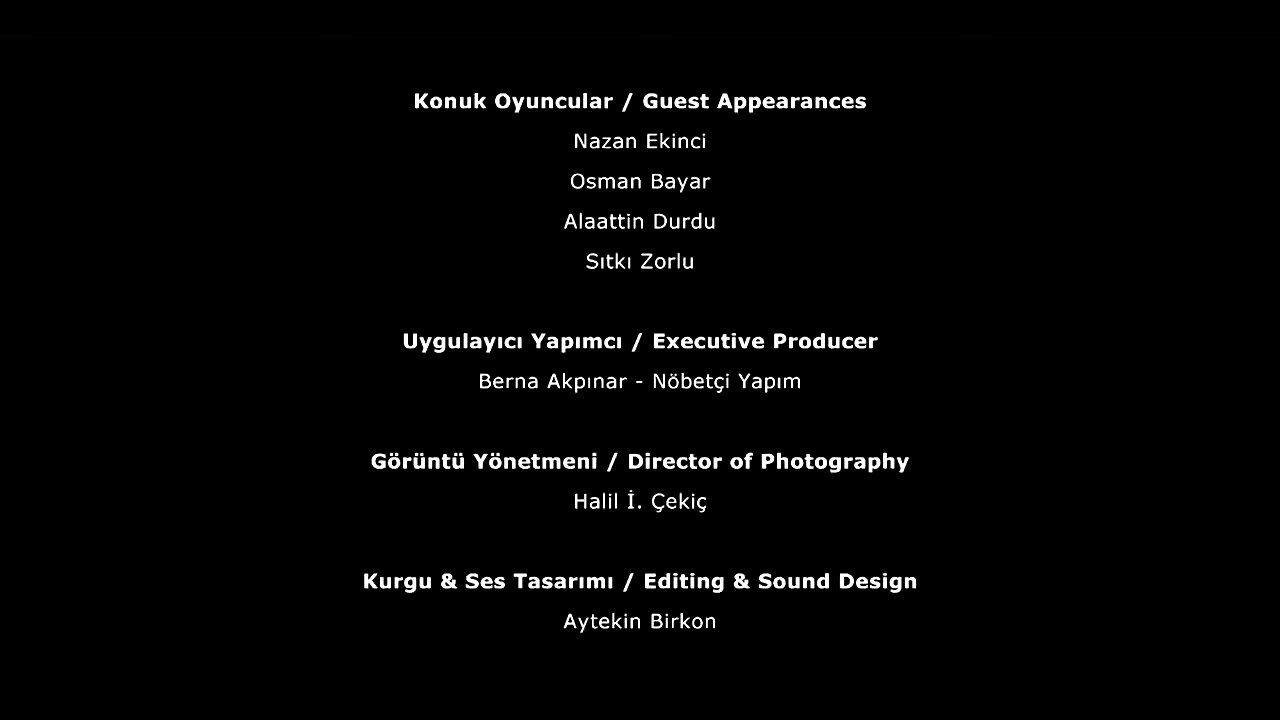 Konuk Oyuncular / Guest Appearances
Nazan Ekinci
Osman Bayar
Alaattin Durdu
Sıtkı Zorlu
Uygulayıcı Yapımcı / Executive Producer
Berna Akpınar - Nöbetçi Yapım
Görüntü Yönetmeni / Director of Photography
Halil İ. Çekiç
Kurgu & Ses Tasarımı / Editing & Sound Design
Aytekin Birkon